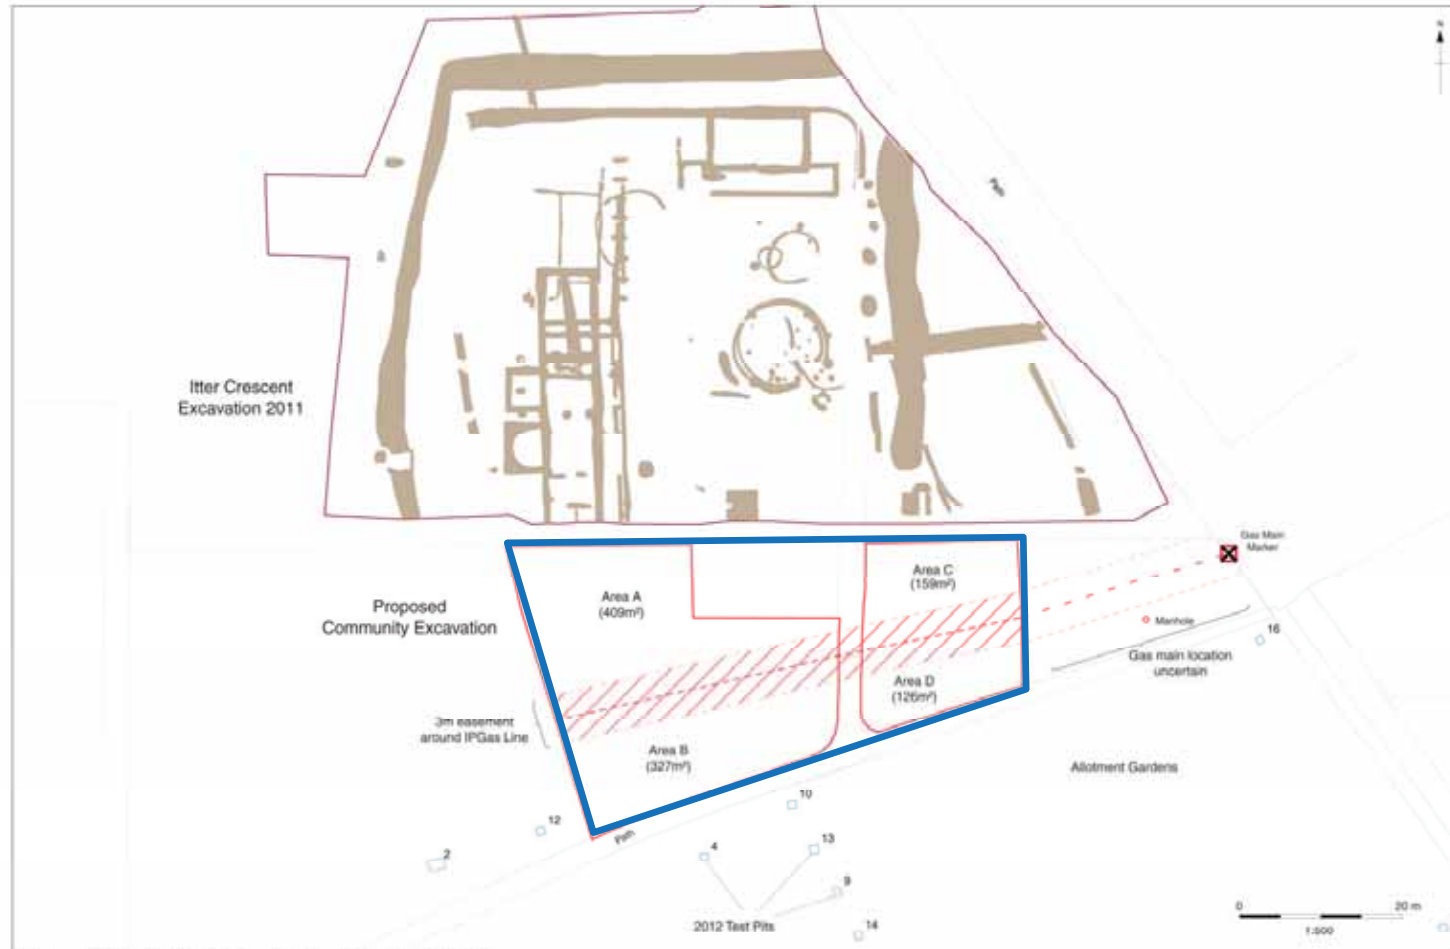 N
Path
Itter Crescent
Excavation 2011
Gas Main
Marker
Area C
(159m²)
Area A
(409m²)
Proposed
Community Excavation
Manhole
16
Gas main location
uncertain
Area D
(126m²)
3m easement
around IPGas Line
Area B
(327m²)
Allotment Gardens
10
12
Path
13
4
2
9
2012 Test Pits
14
0
20 m
1:500